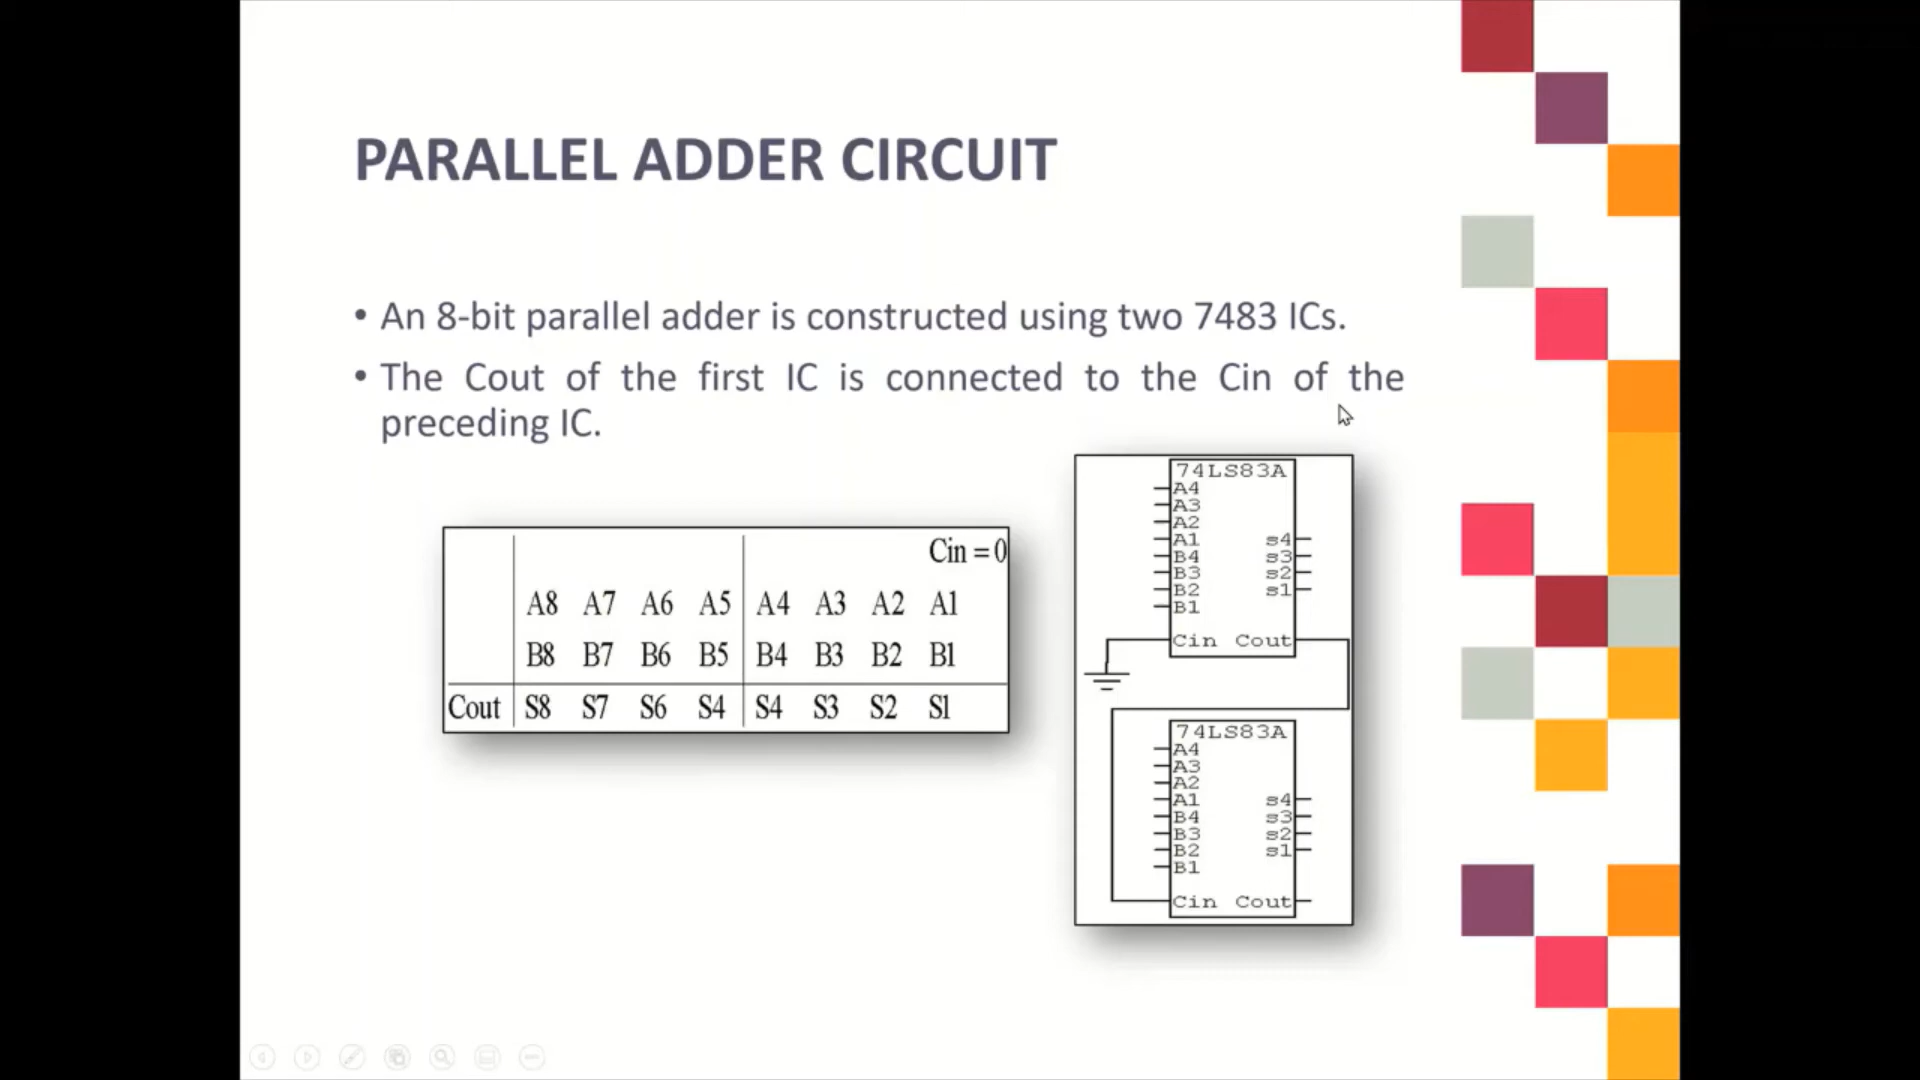 PARALLEL ADDER CIRCUIT
• An 8-bit parallel adder is constructed using two 7483 ICs.
• The Cout of the first IC is connected to the Cin of the
preceding IC.
Cin = 0
A8 A7 A6 A5 A4 A3 A2 A1
B8 B7 B6 B5 B4 B3 B2 B1
Cout S8 S7 S6 S4 S4 S3 S2 S1
74LS83A
A4
A3
A2
A1 s4
B4 s3
B3 s2
B2 s1
B1
Cin Cout
74LS83A
A4
A3
A2
A1 s4
B4 s3
B3 s2
B2 s1
B1
Cin Cout